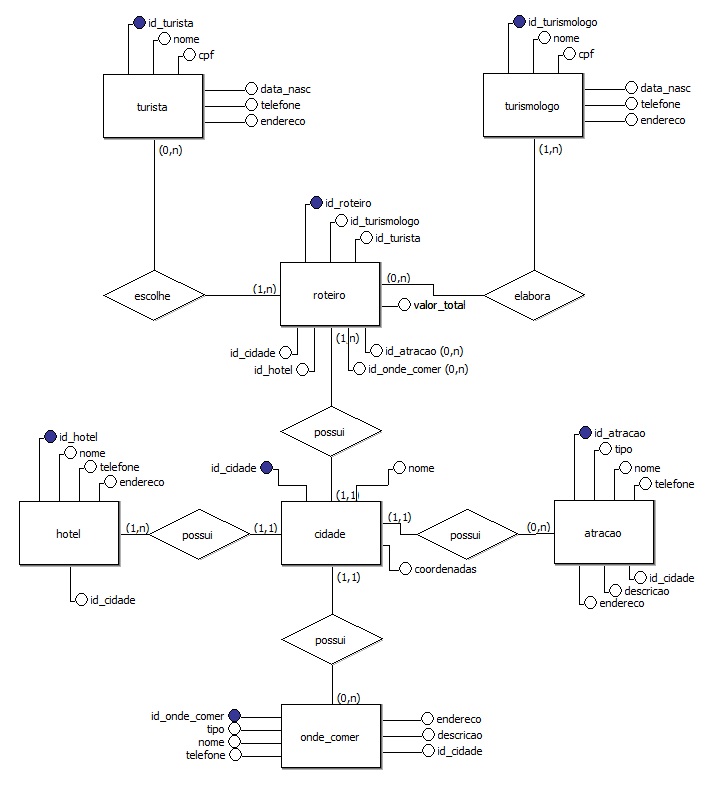 id_turista
nome
cpf
turista
data_nasc
telefone
endereco
(0,n)
id_turismologo
nome
cpf
turismologo
data_nasc
telefone
endereco
(1,n)
id_roteiro
id_turismologo
id_turista
escolhe
(1,n)
roteiro
(0,n)
elabora
valor_total
(1,n)
id_cidade
id_hotel
id_atracao (0,n)
id_onde_comer (0,n)
possui
id_hotel
nome
telefone
endereco
hotel
(1,n)
possui
(1,1)
id_cidade
id_cidade
nome
(1,1)
cidade
(1,1)
coordenadas
(1,1)
possui
(0,n)
id_atracao
tipo
nome
telefone
atracao
id_cidade
descricao
endereco
possui
(0,n)
id_onde_comer
tipo
nome
telefone
onde_comer
endereco
descricao
id_cidade